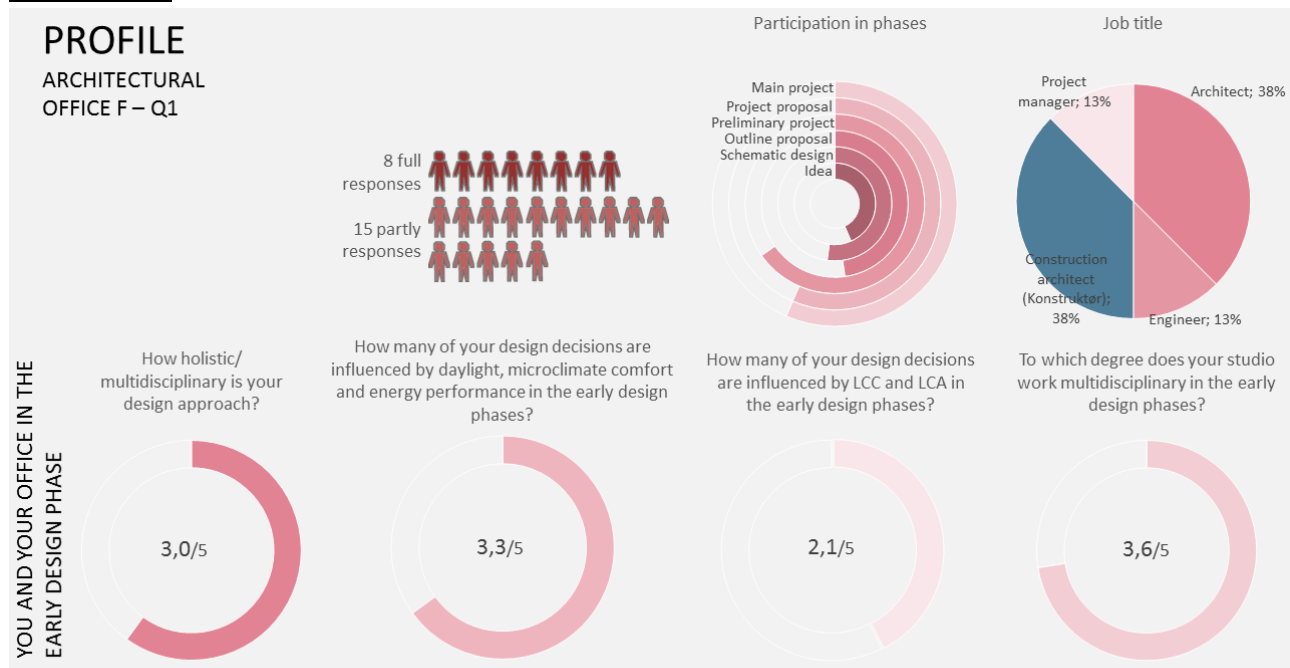 PROFILE
ARCHITECTURAL
OFFICE F – Q1
8 full
responses
15 partly
responses
Participation in phases
Main project
Project proposal
Preliminary project
Outline proposal
Schematic design
Idea
Job title
Project
manager; 13%
Architect; 38%
Construction
architect
(Konstruktør);
38%
Engineer; 13%
YOU AND YOUR OFFICE IN THE
EARLY DESIGN PHASE
How holistic/
multidisciplinary is your
design approach?
3,0/5
How many of your design decisions are
influenced by daylight, microclimate comfort
and energy performance in the early design
phases?
3,3/5
How many of your design decisions
are influenced by LCC and LCA in
the early design phases?
2,1/5
To which degree does your studio
work multidisciplinary in the early
design phases?
3,6/5